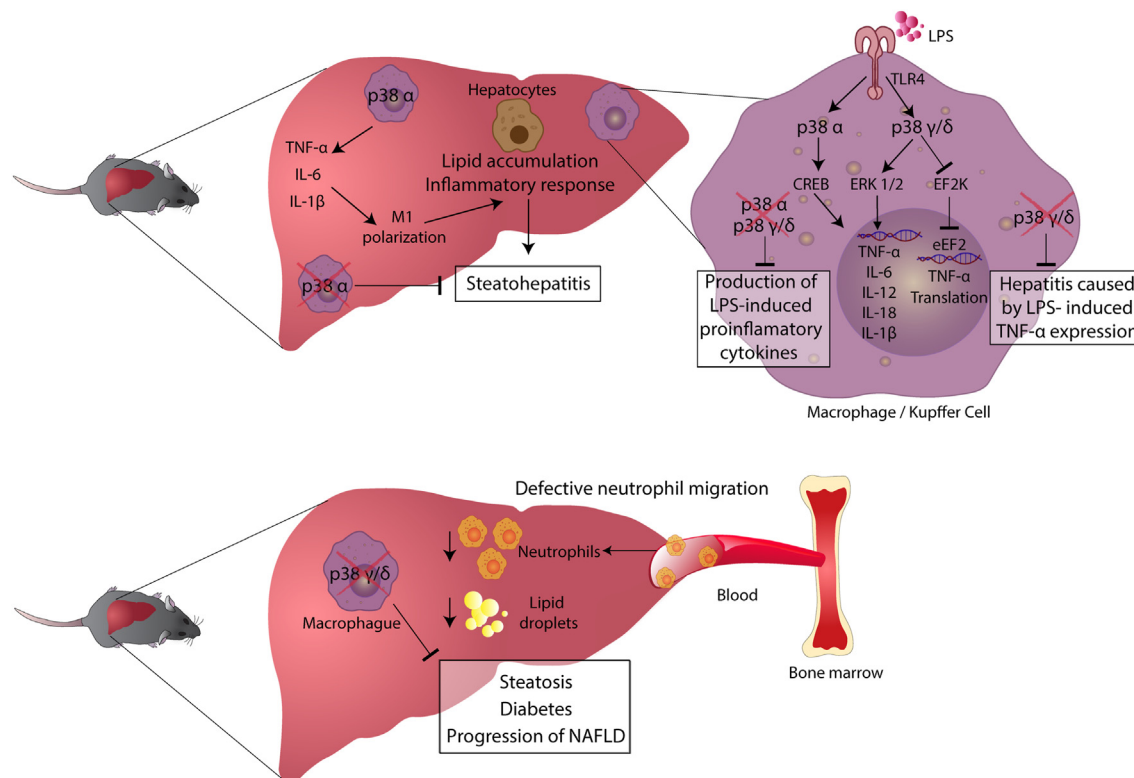 LPS
TLR4
p38 α
Hepatocytes
p38 α
p38 γ/δ
TNF-α
IL-6
IL-1β
Lipid accumulation
Inflammatory response
M1
polarization
CREB
ERK 1/2
EF2K
p38 α
p38 γ/δ
p38 γ/δ
p38 α
Steatohepatitis
Production of
LPS-induced
proinflamatory
cytokines
TNF-α
IL-6
IL-12
IL-18
IL-1β
eEF2
TNF-α
Translation
Hepatitis caused
by LPS- induced
TNF-α expression
Macrophage / Kupffer Cell
Defective neutrophil migration
p38 γ/δ
Macrophague
Neutrophils
Lipid
droplets
Blood
Bone marrow
Steatosis
Diabetes
Progression of NAFLD